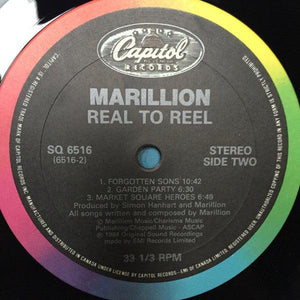 Capitol
RECORDS
MARILLION
REAL TO REEL
SQ 6516
(6516-2)
STEREO
SIDE TWO
1. FORGOTTEN SONS 10:42
2. GARDEN PARTY 6:30
3. MARKET SQUARE HEROES 6:49
Produced by Simon Hanhart and Marillion
All songs written and composed by Marillion
Marillion Music/Charisma Music
Publishing/Chappell Music - ASCAP
℗ 1984 Original Sound Recordings
made by EMI Records Limited
33 1/3 RPM